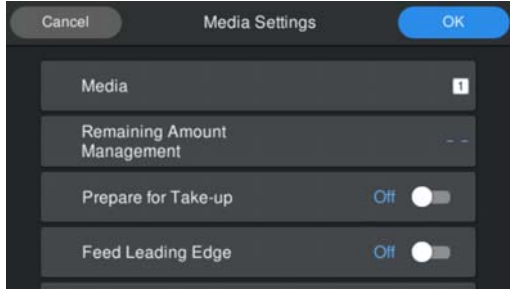 Cancel Media Settings OK
Media 1
Remaining Amount
Management - -
Prepare for Take-up Off
Feed Leading Edge Off